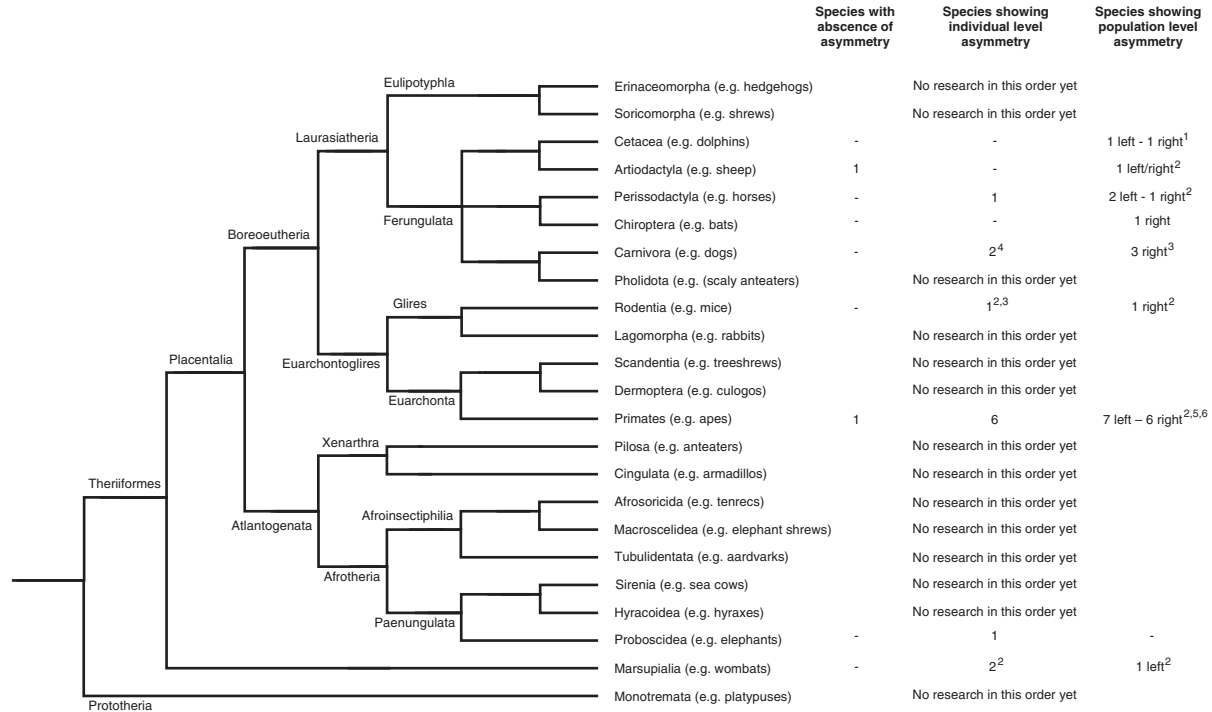 Species with absence of asymmetry
Species showing individual level asymmetry
Species showing population level asymmetry
Eulipotyphla
Erinaceomorpha (e.g. hedgehogs) No research in this order yet
Soricomorpha (e.g. shrews) No research in this order yet
Laurasiatheria
Cetacea (e.g. dolphins) - - 1 left - 1 right1
Artiodactyla (e.g. sheep) 1 - 1 left/right2
Perissodactyla (e.g. horses) - 1 2 left - 1 right2
Ferungulata
Chiroptera (e.g. bats) - - 1 right
Boreoeutheria
Carnivora (e.g. dogs) - 24 3 right3
Pholidota (e.g. (scaly anteaters) No research in this order yet
Glires
Rodentia (e.g. mice) - 12,3 1 right2
Lagomorpha (e.g. rabbits) No research in this order yet
Placentalia
Euarchontoglires
Scandentia (e.g. treeshrews) No research in this order yet
Dermoptera (e.g. culogos) No research in this order yet
Euarchonta
Primates (e.g. apes) 1 6 7 left – 6 right2,5,6
Xenarthra
Pilosa (e.g. anteaters) No research in this order yet
Cingulata (e.g. armadillos) No research in this order yet
Theriiformes
Afrosoricida (e.g. tenrecs) No research in this order yet
Afroinsectiphilia
Atlantogenata
Macroscelidea (e.g. elephant shrews) No research in this order yet
Tubulidentata (e.g. aardvarks) No research in this order yet
Afrotheria
Sirenia (e.g. sea cows) No research in this order yet
Hyracoidea (e.g. hyraxes) No research in this order yet
Paenungulata
Proboscidea (e.g. elephants) - 1 -
Marsupialia (e.g. wombats) - 22 1 left2
Monotremata (e.g. platypuses) No research in this order yet
Prototheria